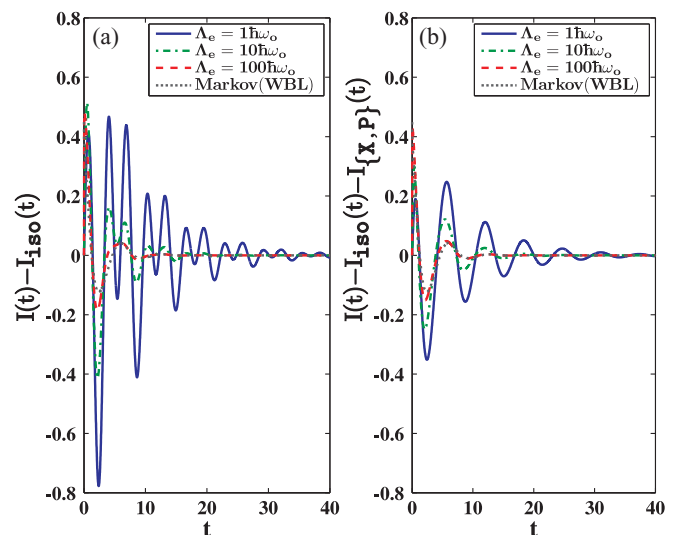 (a)
Λe = 1ħωo
Λe = 10ħωo
Λe = 100ħωo
Markov(WBL)
I(t)−Iiso(t)
0.8
0.6
0.4
0.2
0
-0.2
-0.4
-0.6
-0.8
0 10 20 30 40
t
(b)
Λe = 1ħωo
Λe = 10ħωo
Λe = 100ħωo
Markov(WBL)
I(t)−Iiso(t)−I{X,P}(t)
0.8
0.6
0.4
0.2
0
-0.2
-0.4
-0.6
-0.8
0 10 20 30 40
t